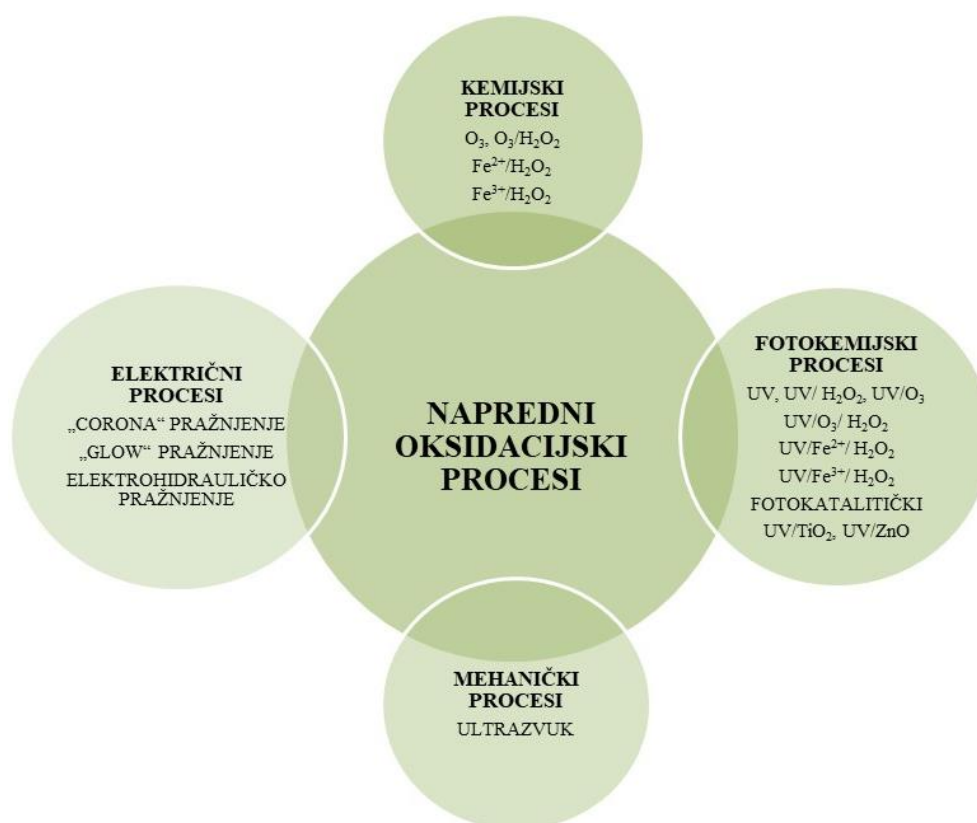 KEMIJSKI
PROCESI
O₃, O₃/H₂O₂
Fe²⁺/H₂O₂
Fe³⁺/H₂O₂
ELEKTRIČNI
PROCESI
„CORONA“ PRAŽNJENJE
„GLOW“ PRAŽNJENJE
ELEKTROHIDRAULIČKO
PRAŽNJENJE
NAPREDNI
OKSIDACIJSKI
PROCESI
FOTOKEMIJSKI
PROCESI
UV, UV/ H₂O₂, UV/O₃
UV/O₃/ H₂O₂
UV/Fe²⁺/ H₂O₂
UV/Fe³⁺/ H₂O₂
FOTOKATALITIČKI
UV/TiO₂, UV/ZnO
MEHANIČKI
PROCESI
ULTRAZVUK